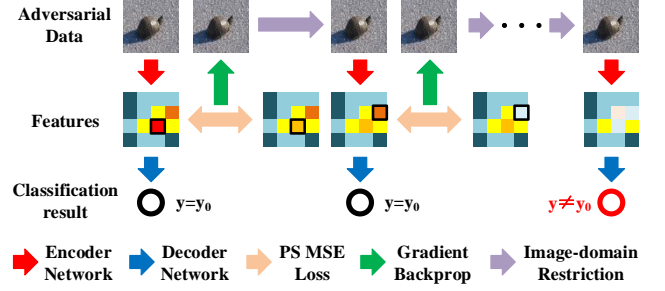 Adversarial
Data
Features
Classification
result
y=y₀
y=y₀
y≠y₀
Encoder
Network
Decoder
Network
PS MSE
Loss
Gradient
Backprop
Image-domain
Restriction